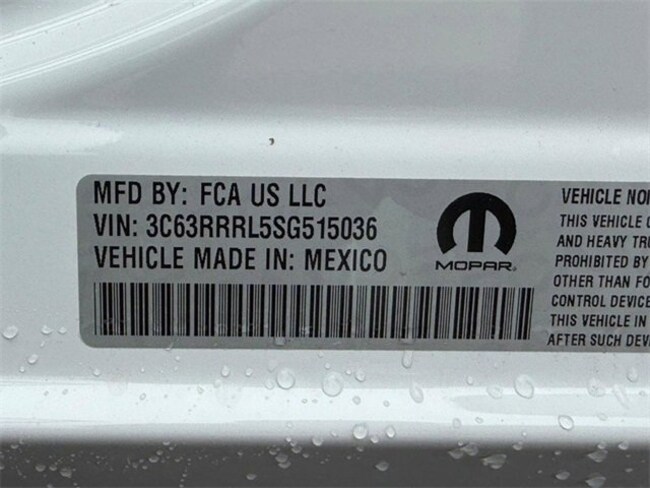 MFD BY: FCA US LLC
VIN: 3C63RRRL5SG515036
VEHICLE MADE IN: MEXICO
MOPAR®
VEHICLE
THIS VEHICLE
AND HEAVY
PROHIBITED BY
OTHER THAN
CONTROL
THIS VEHICLE IN
AFTER SUCH